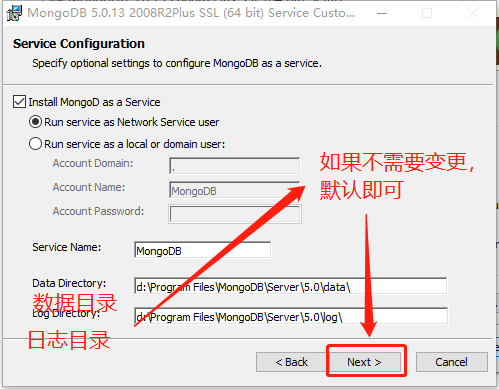 MongoDB 5.0.13 2008R2Plus SSL (64 bit) Service Custo...
Service Configuration
Specify optional settings to configure MongoDB as a service.
Install MongoD as a Service
Run service as Network Service user
Run service as a local or domain user:
Account Domain:
.
Account Name:
MongoDB
Account Password:
如果不需要变更，
默认即可
Service Name:
MongoDB
Data Directory:
d:\Program Files\MongoDB\Server\5.0\data\
数据目录
Log Directory:
d:\Program Files\MongoDB\Server\5.0\log\
日志目录
< Back
Next >
Cancel